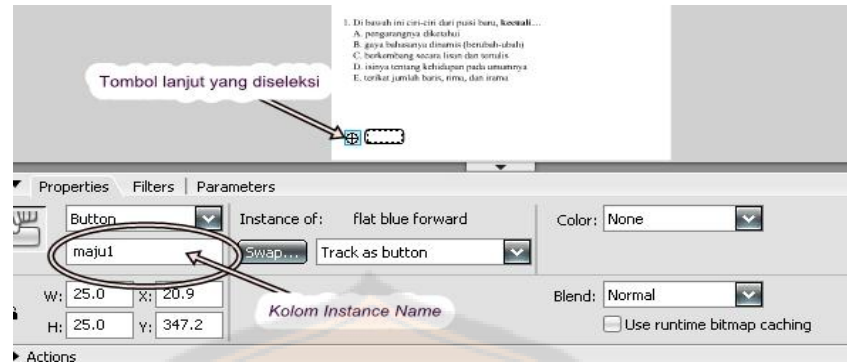 1. Di bawah ini ciri-ciri dari puisi baru, kecuali...
A. pengarangnya diketahui
B. gaya bahasanya dinamis (berubah-ubah)
C. berkembang secara lisan dan tertulis
D. isinya tentang kehidupan pada umumnya
E. terikat jumlah baris, rima, dan irama
Tombol lanjut yang diseleksi
Properties Filters | Parameters
Button Instance of: flat blue forward Color: None
maju1 Swap... Track as button
Kolom Instance Name
W: 25.0 X: 20.9 Blend: Normal
H: 25.0 Y: 347.2 Use runtime bitmap caching
Actions